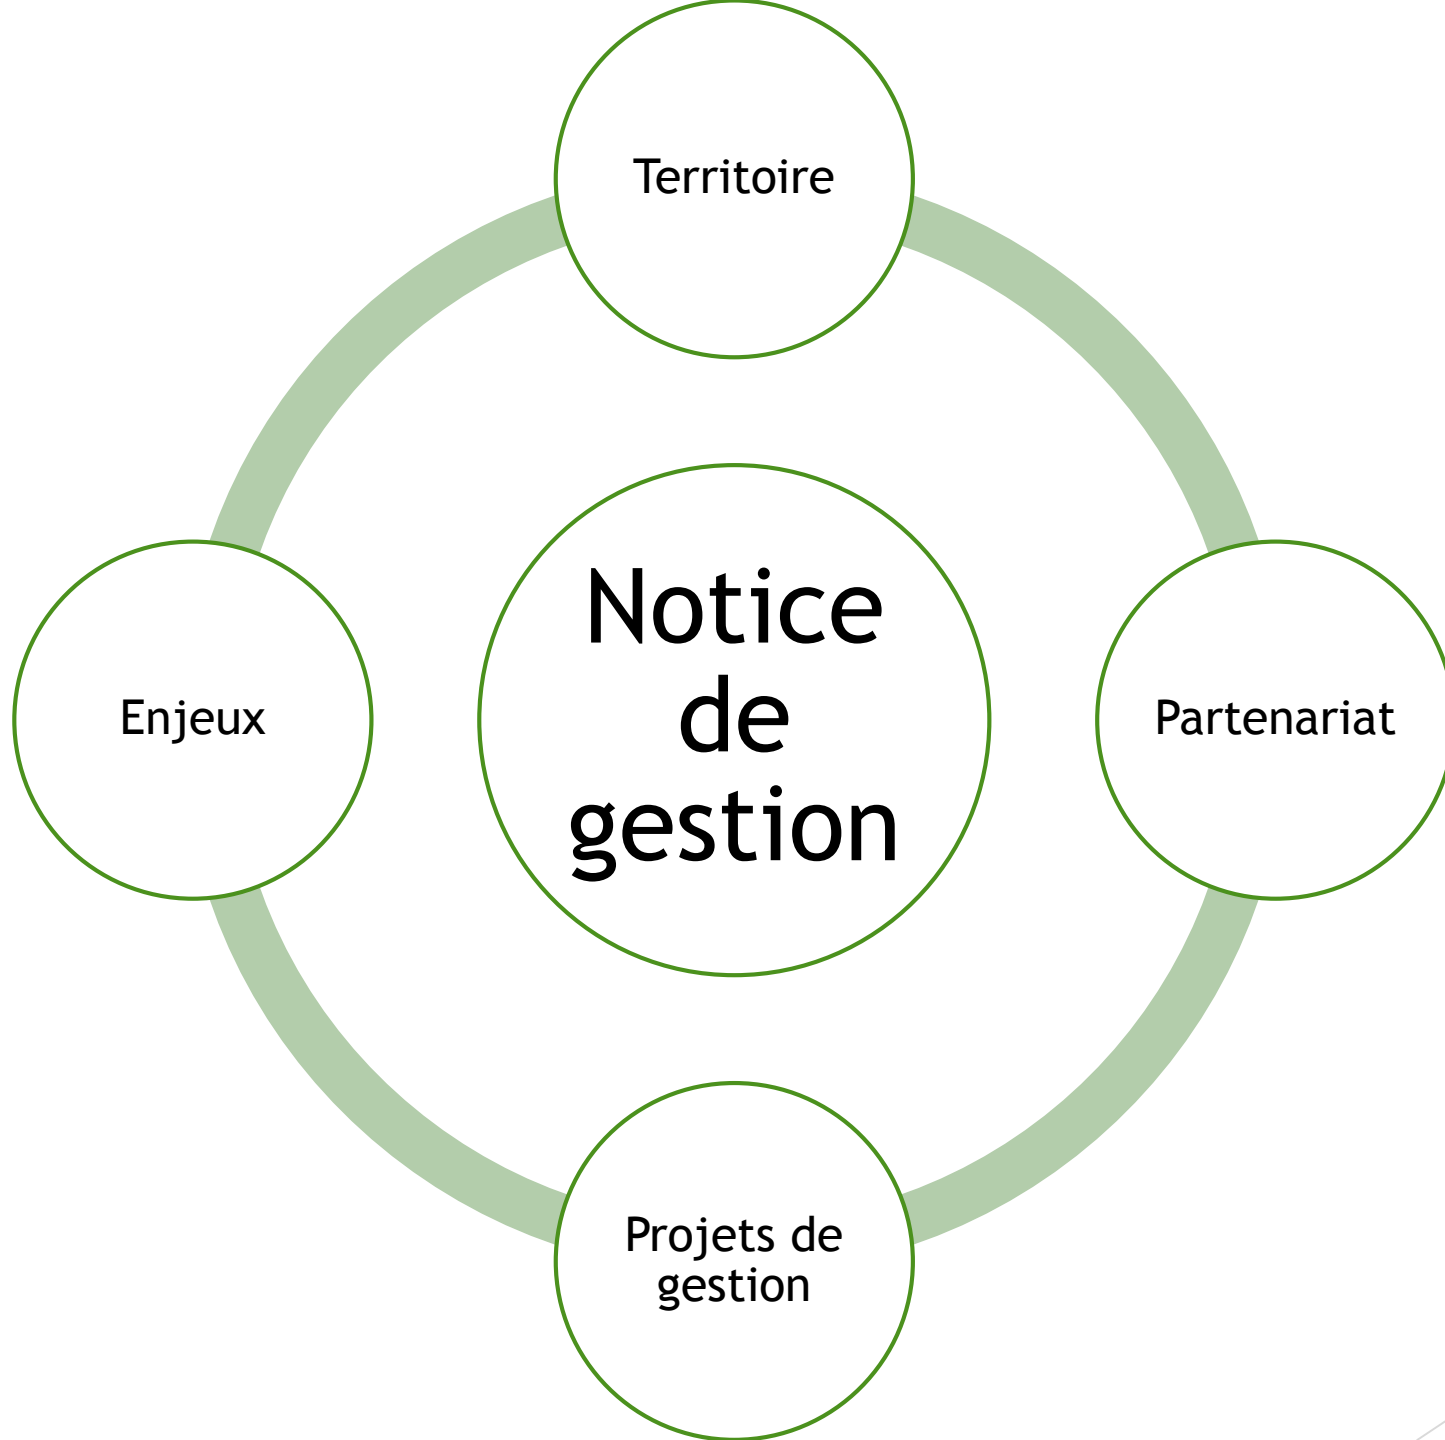 Territoire
Enjeux
Notice
de
gestion
Partenariat
Projets de
gestion